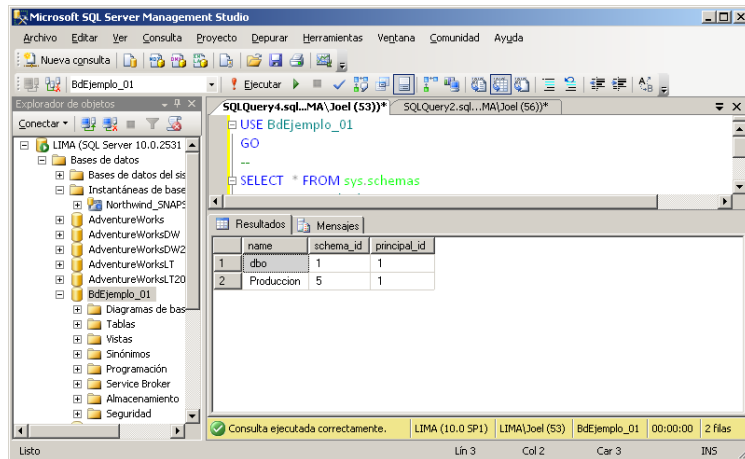 Microsoft SQL Server Management Studio
Archivo Editar Ver Consulta Proyecto Depurar Herramientas Ventana Comunidad Ayuda
Nueva consulta
BdEjemplo_01 Ejecutar
Explorador de objetos
SQLQuery4.sql...MA\Joel (53))* SQLQuery2.sql...MA\Joel (56))*
Conectar
LIMA (SQL Server 10.0.2531
Bases de datos
Bases de datos del sis
Instantáneas de base
Northwind_SNAPS
AdventureWorks
AdventureWorksDW
AdventureWorksDW2
AdventureWorksLT
AdventureWorksLT20
BdEjemplo_01
Diagramas de bas
Tablas
Vistas
Sinónimos
Programación
Service Broker
Almacenamiento
Seguridad
USE BdEjemplo_01
GO
--
SELECT * FROM sys.schemas
Resultados Mensajes
name schema_id principal_id
1 dbo 1 1
2 Produccion 5 1
Consulta ejecutada correctamente. LIMA (10.0 SP1) LIMA\Joel (53) BdEjemplo_01 00:00:00 2 filas
Listo Lín 3 Col 2 Car 3 INS